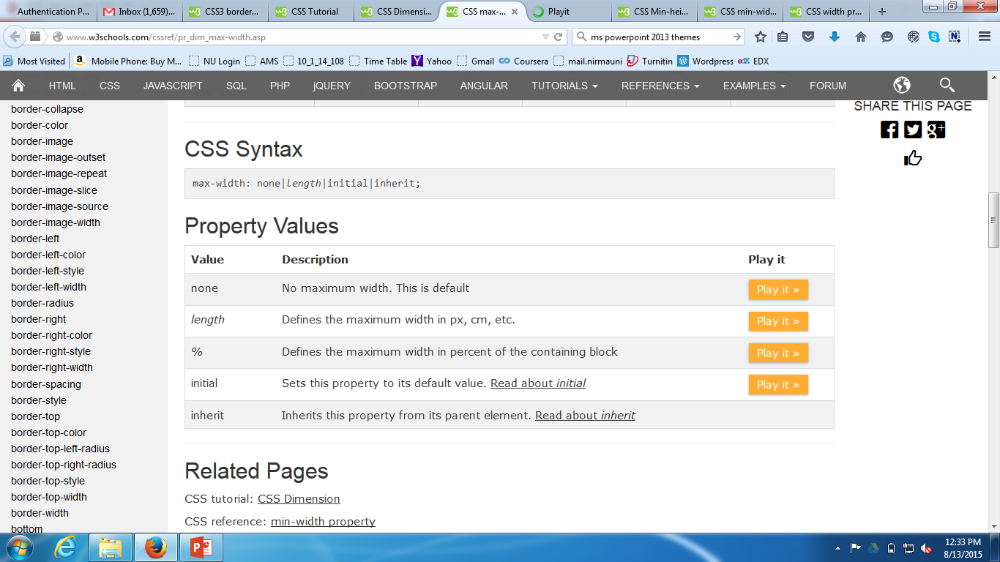 Authentication P...
Inbox (1,659)...
CSS3 border...
CSS Tutorial
CSS Dimensi...
CSS max-...
Playit
CSS Min-hei...
CSS min-wid...
CSS width pr...
www.w3schools.com/cssref/pr_dim_max-width.asp
ms powerpoint 2013 themes
Most Visited
Mobile Phone: Buy M...
NU Login
AMS
10_1_14_108
Time Table
Yahoo
Gmail
Coursera
mail.nirmauni
Turnitin
Wordpress
edX EDX
HTML
CSS
JAVASCRIPT
SQL
PHP
jQUERY
BOOTSTRAP
ANGULAR
TUTORIALS
REFERENCES
EXAMPLES
FORUM
border-collapse
border-color
border-image
border-image-outset
border-image-repeat
border-image-slice
border-image-source
border-image-width
border-left
border-left-color
border-left-style
border-left-width
border-radius
border-right
border-right-color
border-right-style
border-right-width
border-spacing
border-style
border-top
border-top-color
border-top-left-radius
border-top-right-radius
border-top-style
border-top-width
border-width
bottom
CSS Syntax
max-width: none|length|initial|inherit;
Property Values
Value Description Play it
none No maximum width. This is default Play it »
length Defines the maximum width in px, cm, etc. Play it »
% Defines the maximum width in percent of the containing block Play it »
initial Sets this property to its default value. Read about initial Play it »
inherit Inherits this property from its parent element. Read about inherit
Related Pages
CSS tutorial: CSS Dimension
CSS reference: min-width property
SHARE THIS PAGE
12:33 PM
8/13/2015